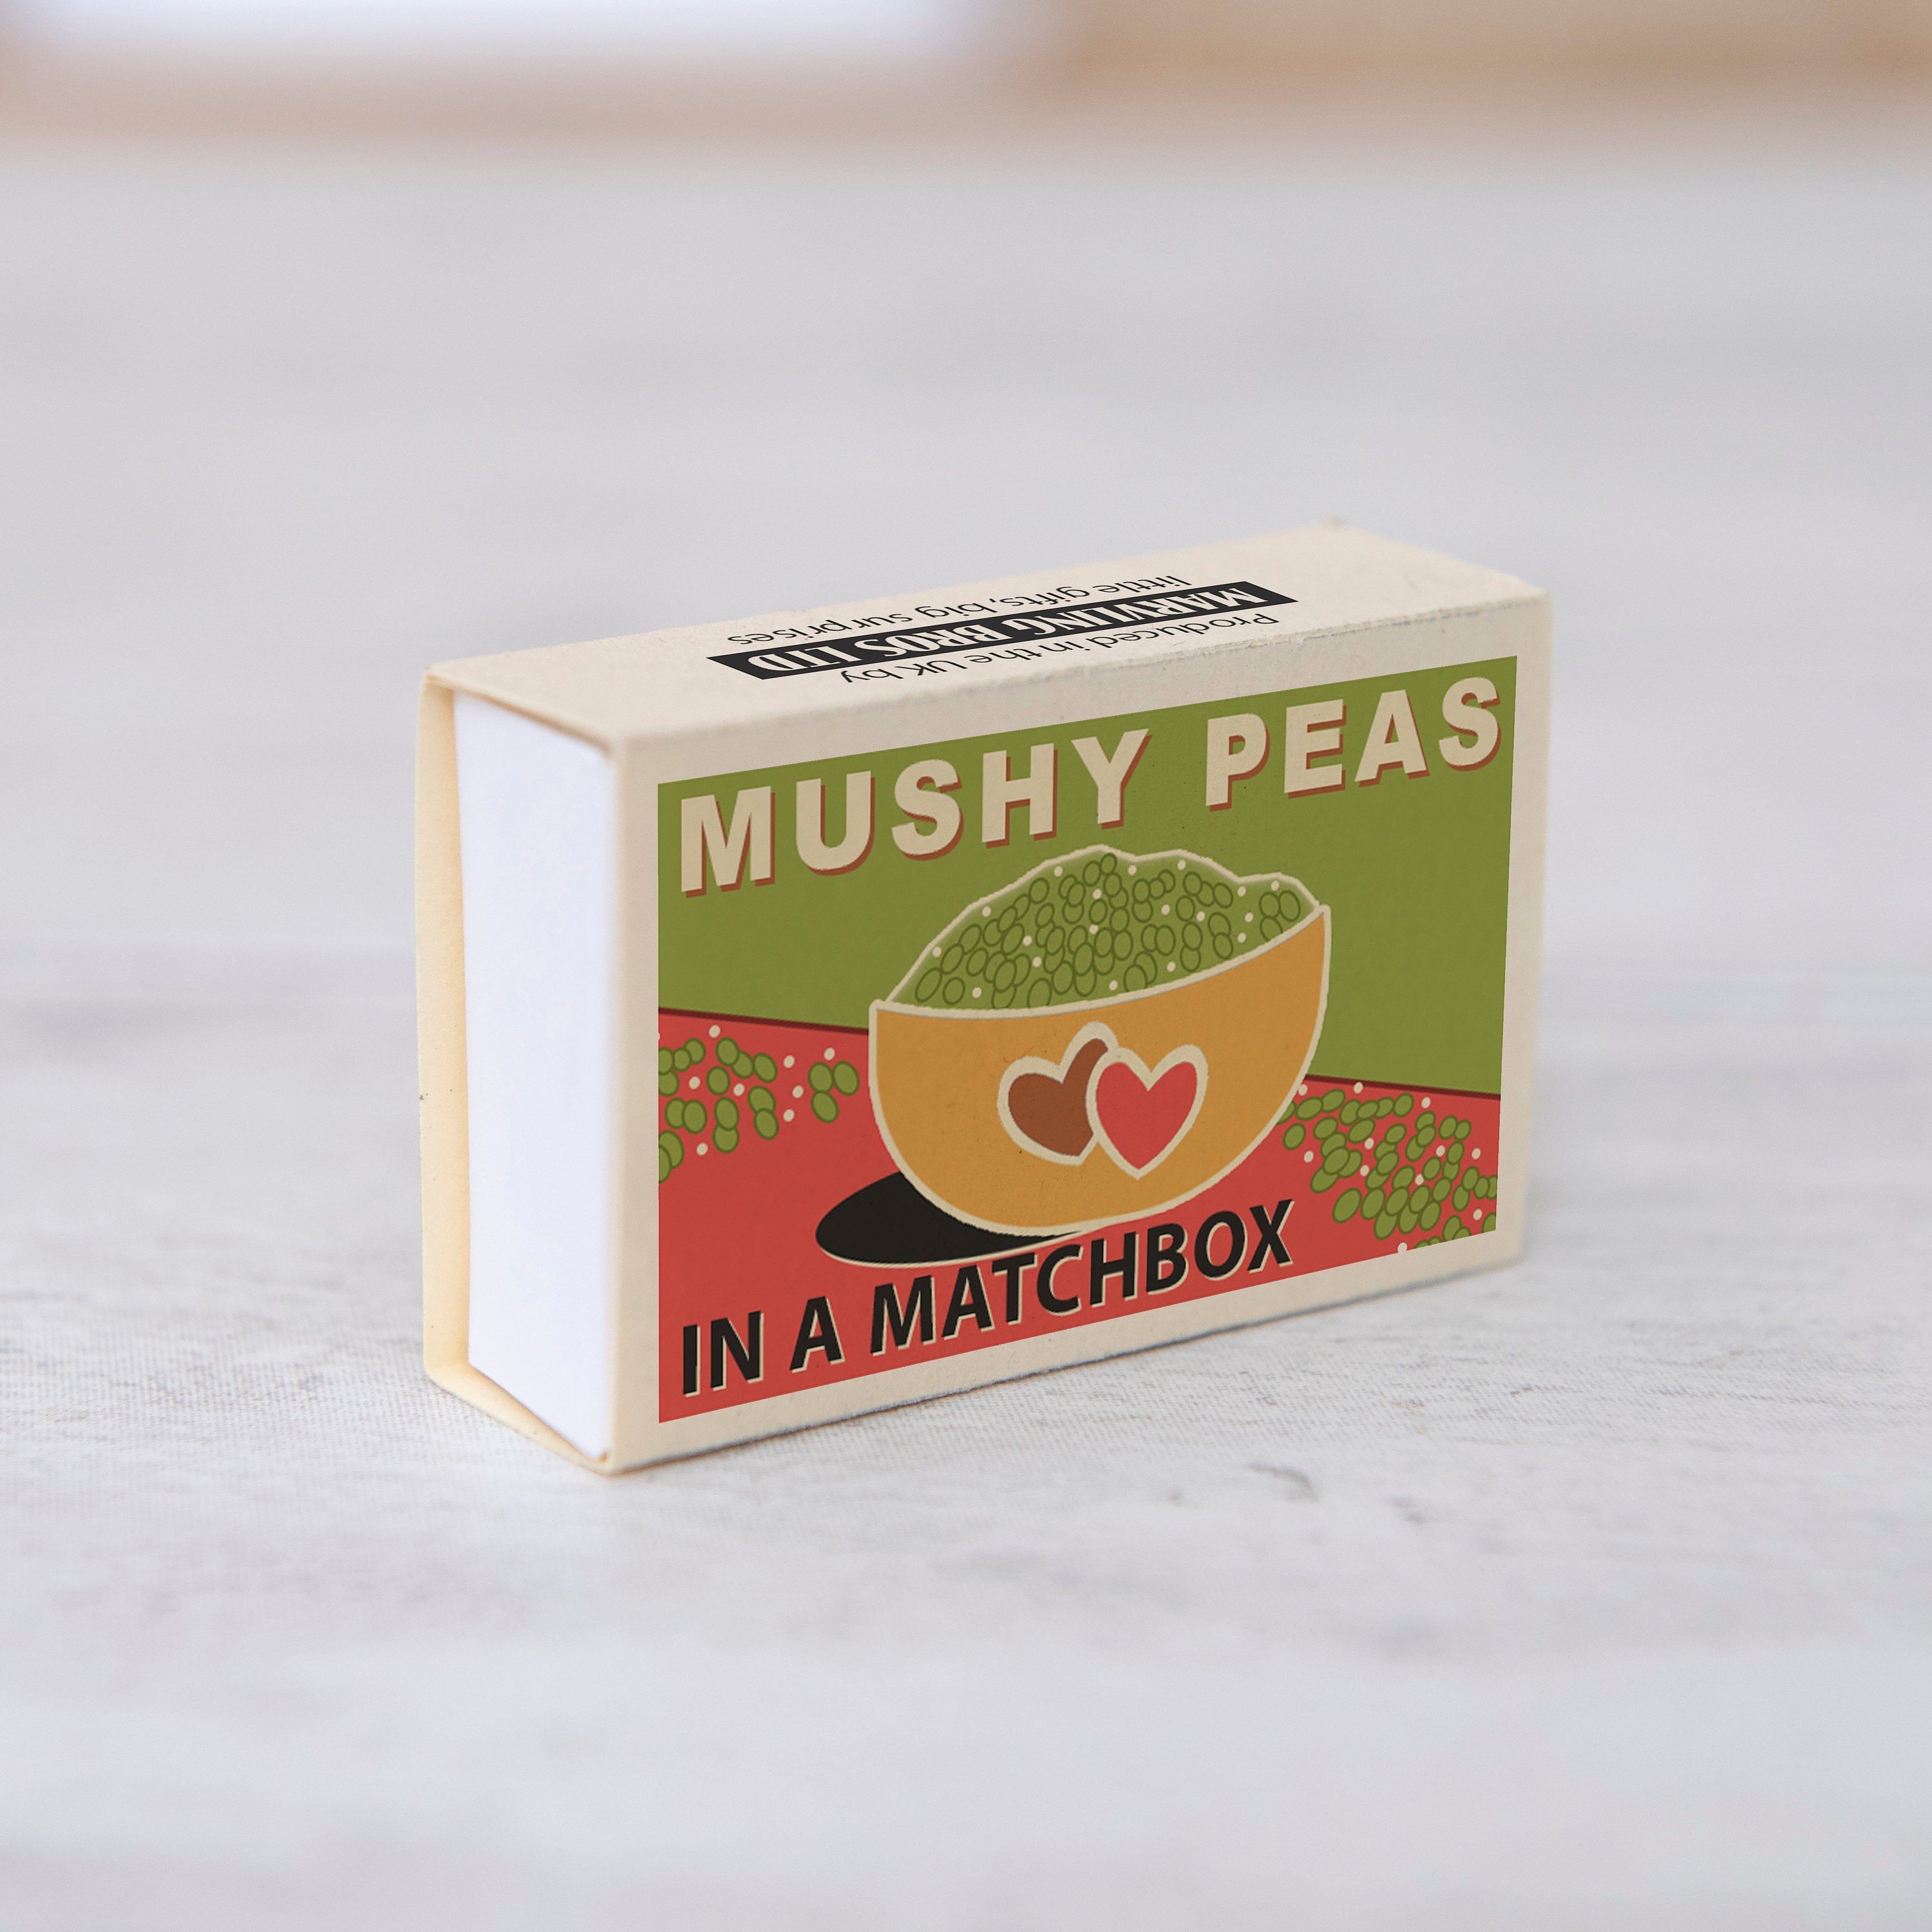 Produced in the UK by
MARVLING BROS LTD
little gifts, big surprises
MUSHY PEAS
IN A MATCHBOX